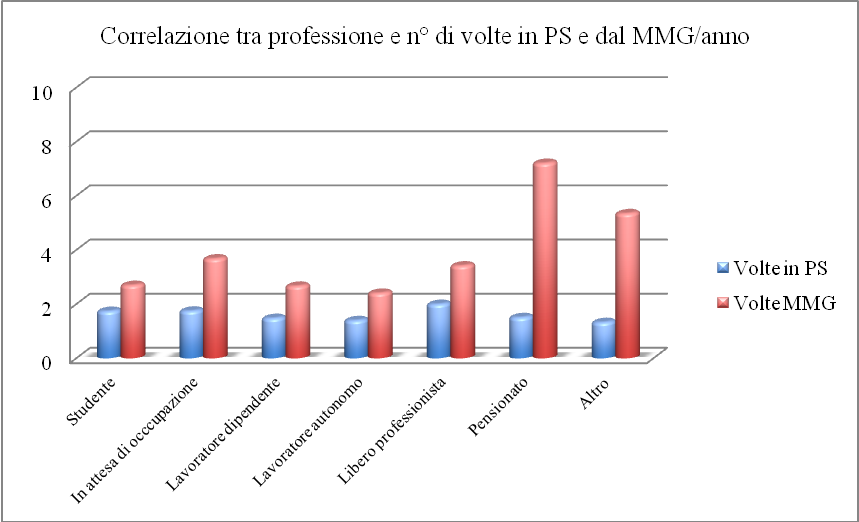 Correlazione tra professione e n° di volte in PS e dal MMG/anno
10
8
6
4
2
0
Studente
In attesa di occcupazione
Lavoratore dipendente
Lavoratore autonomo
Libero professionista
Pensionato
Altro
Volte in PS
Volte MMG